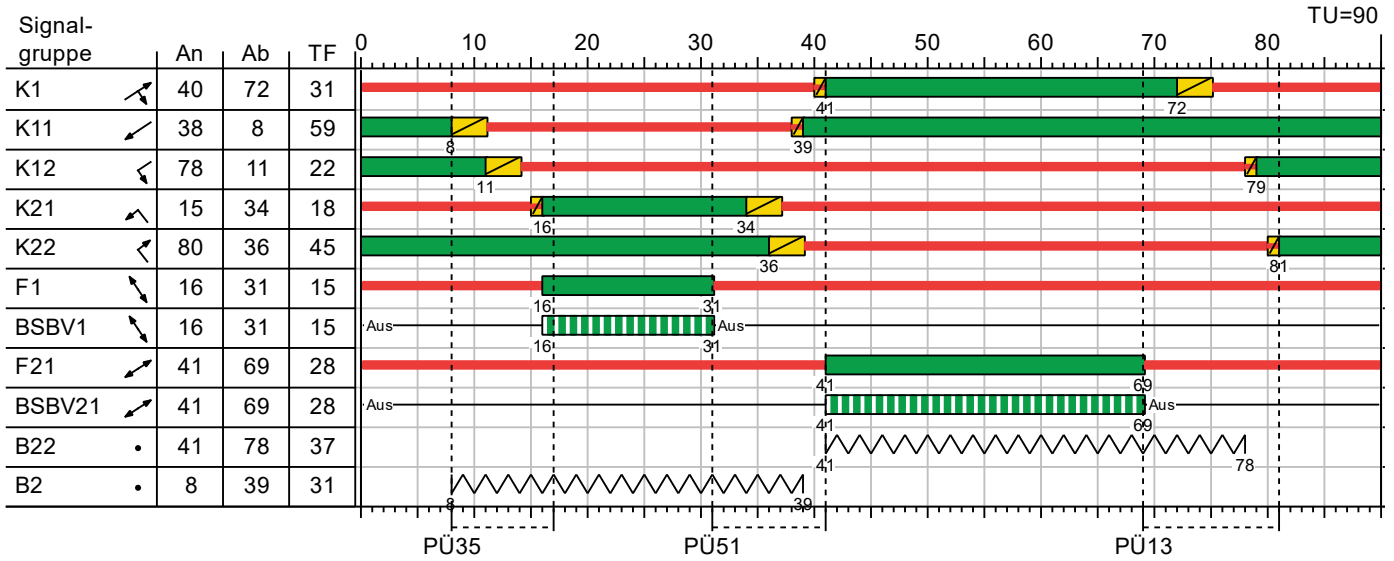 TU=90
Signal-
gruppe An Ab TF 0 10 20 30 40 50 60 70 80
K1 40 72 31
41 72
K11 38 8 59
8 39
K12 78 11 22
11 79
K21 15 34 18
16 34
K22 80 36 45
36 81
F1 16 31 15
16 31
BSBV1 16 31 15 Aus Aus
16 31
F21 41 69 28
41 69
BSBV21 41 69 28 Aus Aus
41 69
B22 41 78 37
41 78
B2 8 39 31
8 39
PÜ35 PÜ51 PÜ13